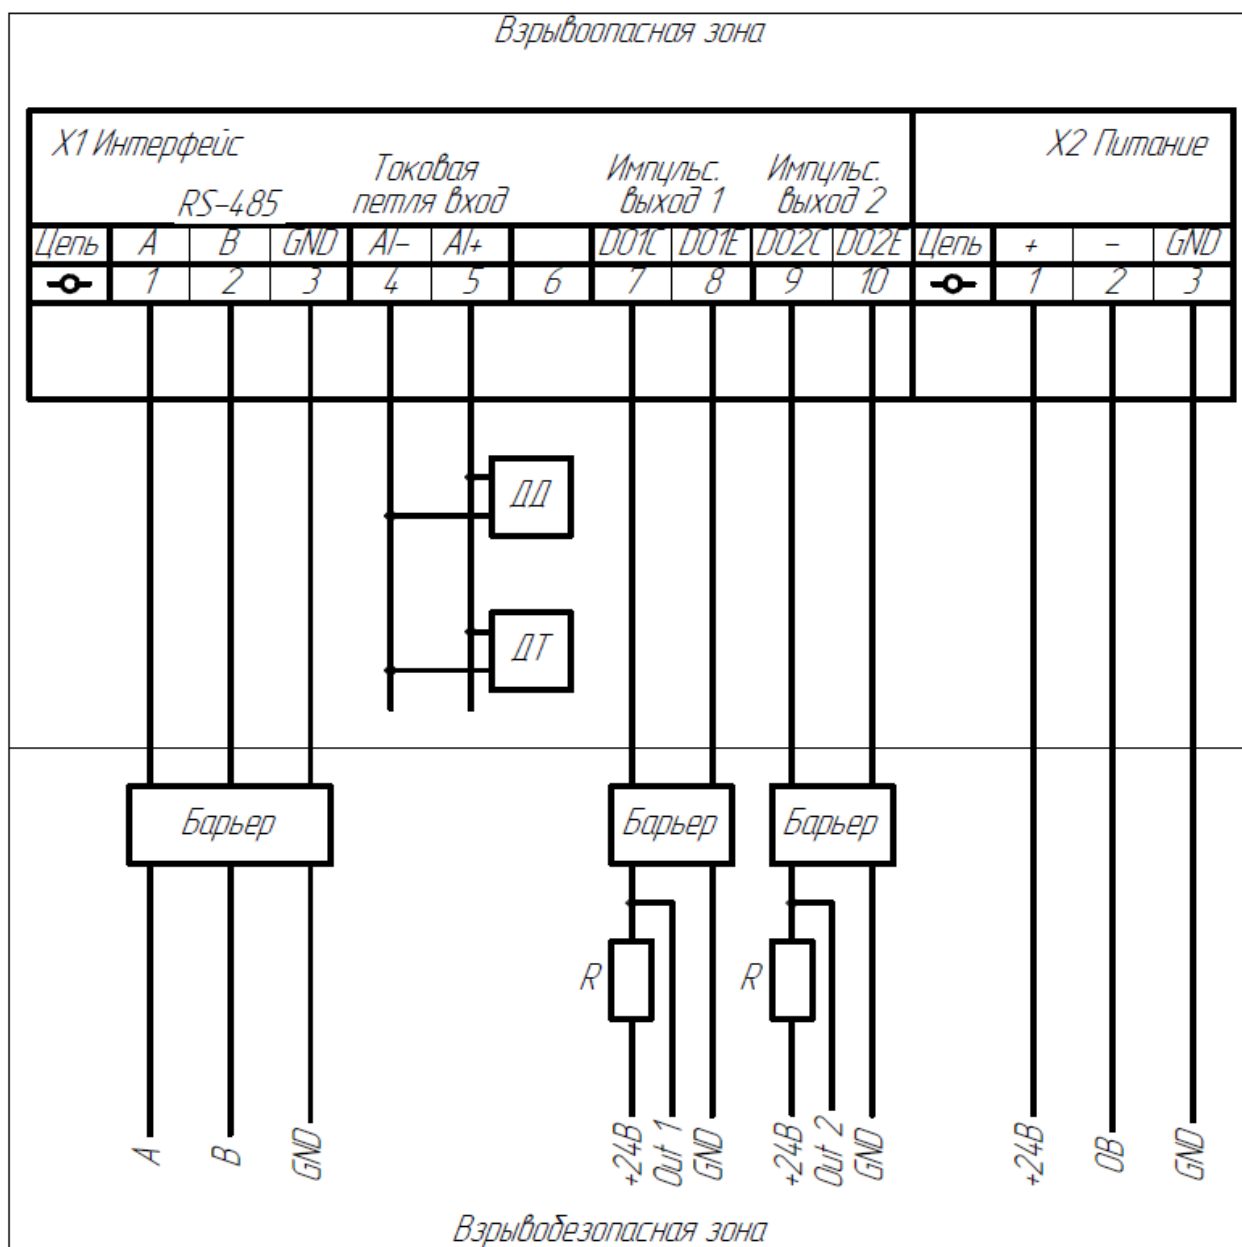 Взрывоопасная зона
X1 Интерфейс
X2 Питание
Токовая
петля вход
Импульс.
выход 1
Импульс.
выход 2
RS-485
Цепь A B GND AI- AI+ DO1C DO1E DO2C DO2E Цепь + - GND
1 2 3 4 5 6 7 8 9 10 1 2 3
ДД
ДТ
Барьер Барьер Барьер
R R
A B GND +24В Out 1 GND +24В Out 2 GND +24В 0В GND
Взрывобезопасная зона